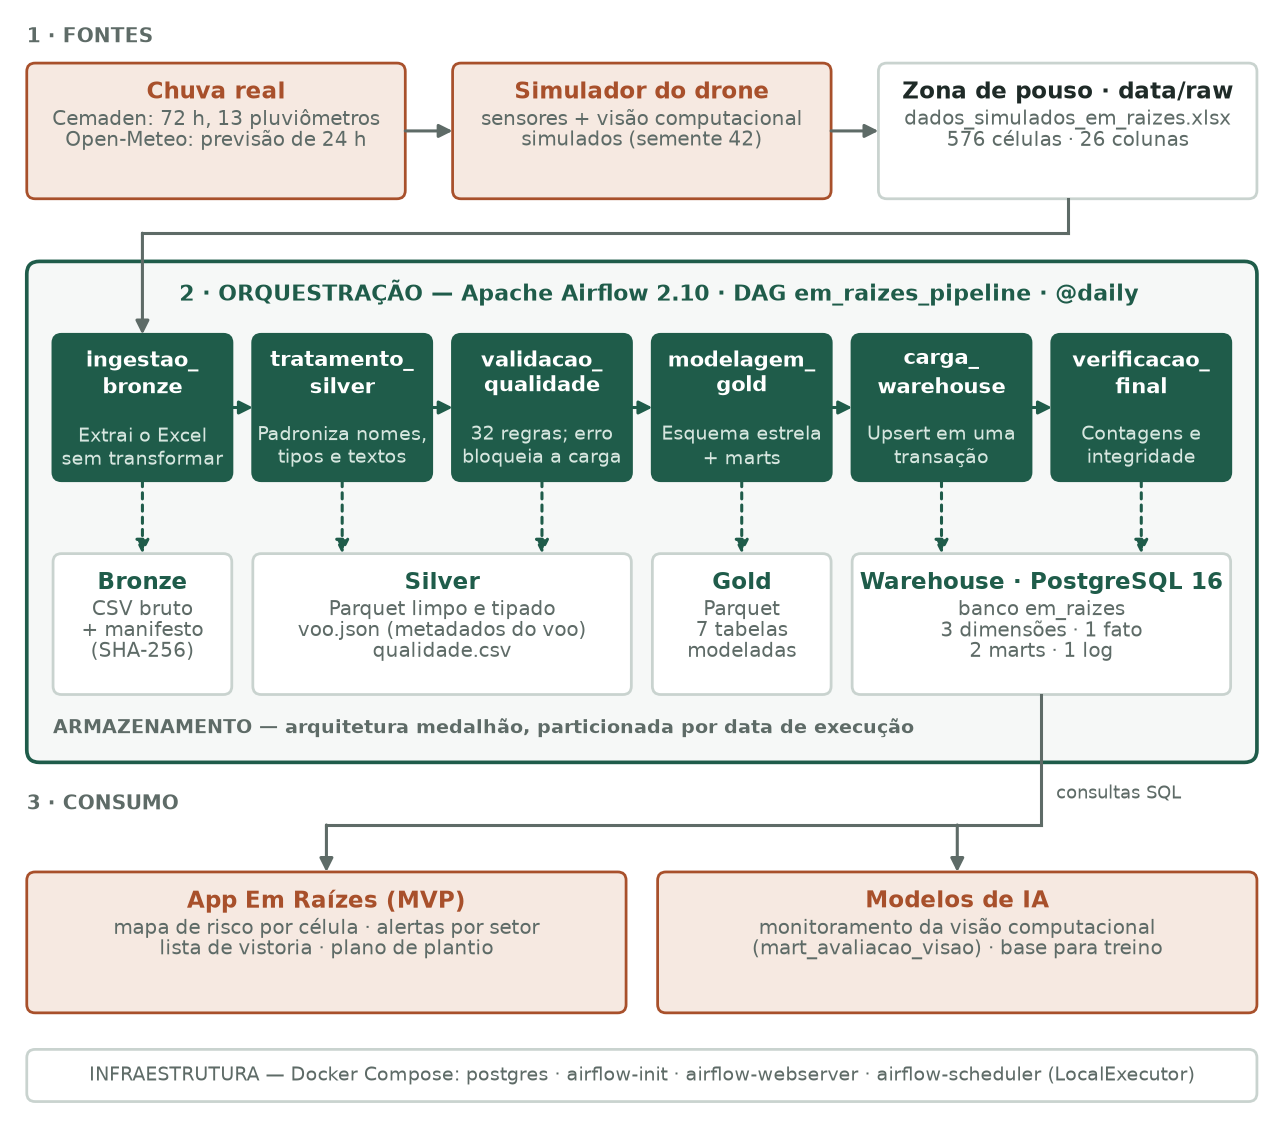 1 · FONTES
Chuva real
Cemaden: 72 h, 13 pluviômetros
Open-Meteo: previsão de 24 h
Simulador do drone
sensores + visão computacional
simulados (semente 42)
Zona de pouso · data/raw
dados_simulados_em_raizes.xlsx
576 células · 26 colunas
2 · ORQUESTRAÇÃO — Apache Airflow 2.10 · DAG em_raizes_pipeline · @daily
ingestao_
bronze
Extrai o Excel
sem transformar
tratamento_
silver
Padroniza nomes,
tipos e textos
validacao_
qualidade
32 regras; erro
bloqueia a carga
modelagem_
gold
Esquema estrela
+ marts
carga_
warehouse
Upsert em uma
transação
verificacao_
final
Contagens e
integridade
Bronze
CSV bruto
+ manifesto
(SHA-256)
Silver
Parquet limpo e tipado
voo.json (metadados do voo)
qualidade.csv
Gold
Parquet
7 tabelas
modeladas
Warehouse · PostgreSQL 16
banco em_raizes
3 dimensões · 1 fato
2 marts · 1 log
ARMAZENAMENTO — arquitetura medalhão, particionada por data de execução
consultas SQL
3 · CONSUMO
App Em Raízes (MVP)
mapa de risco por célula · alertas por setor
lista de vistoria · plano de plantio
Modelos de IA
monitoramento da visão computacional
(mart_avaliacao_visao) · base para treino
INFRAESTRUTURA — Docker Compose: postgres · airflow-init · airflow-webserver · airflow-scheduler (LocalExecutor)